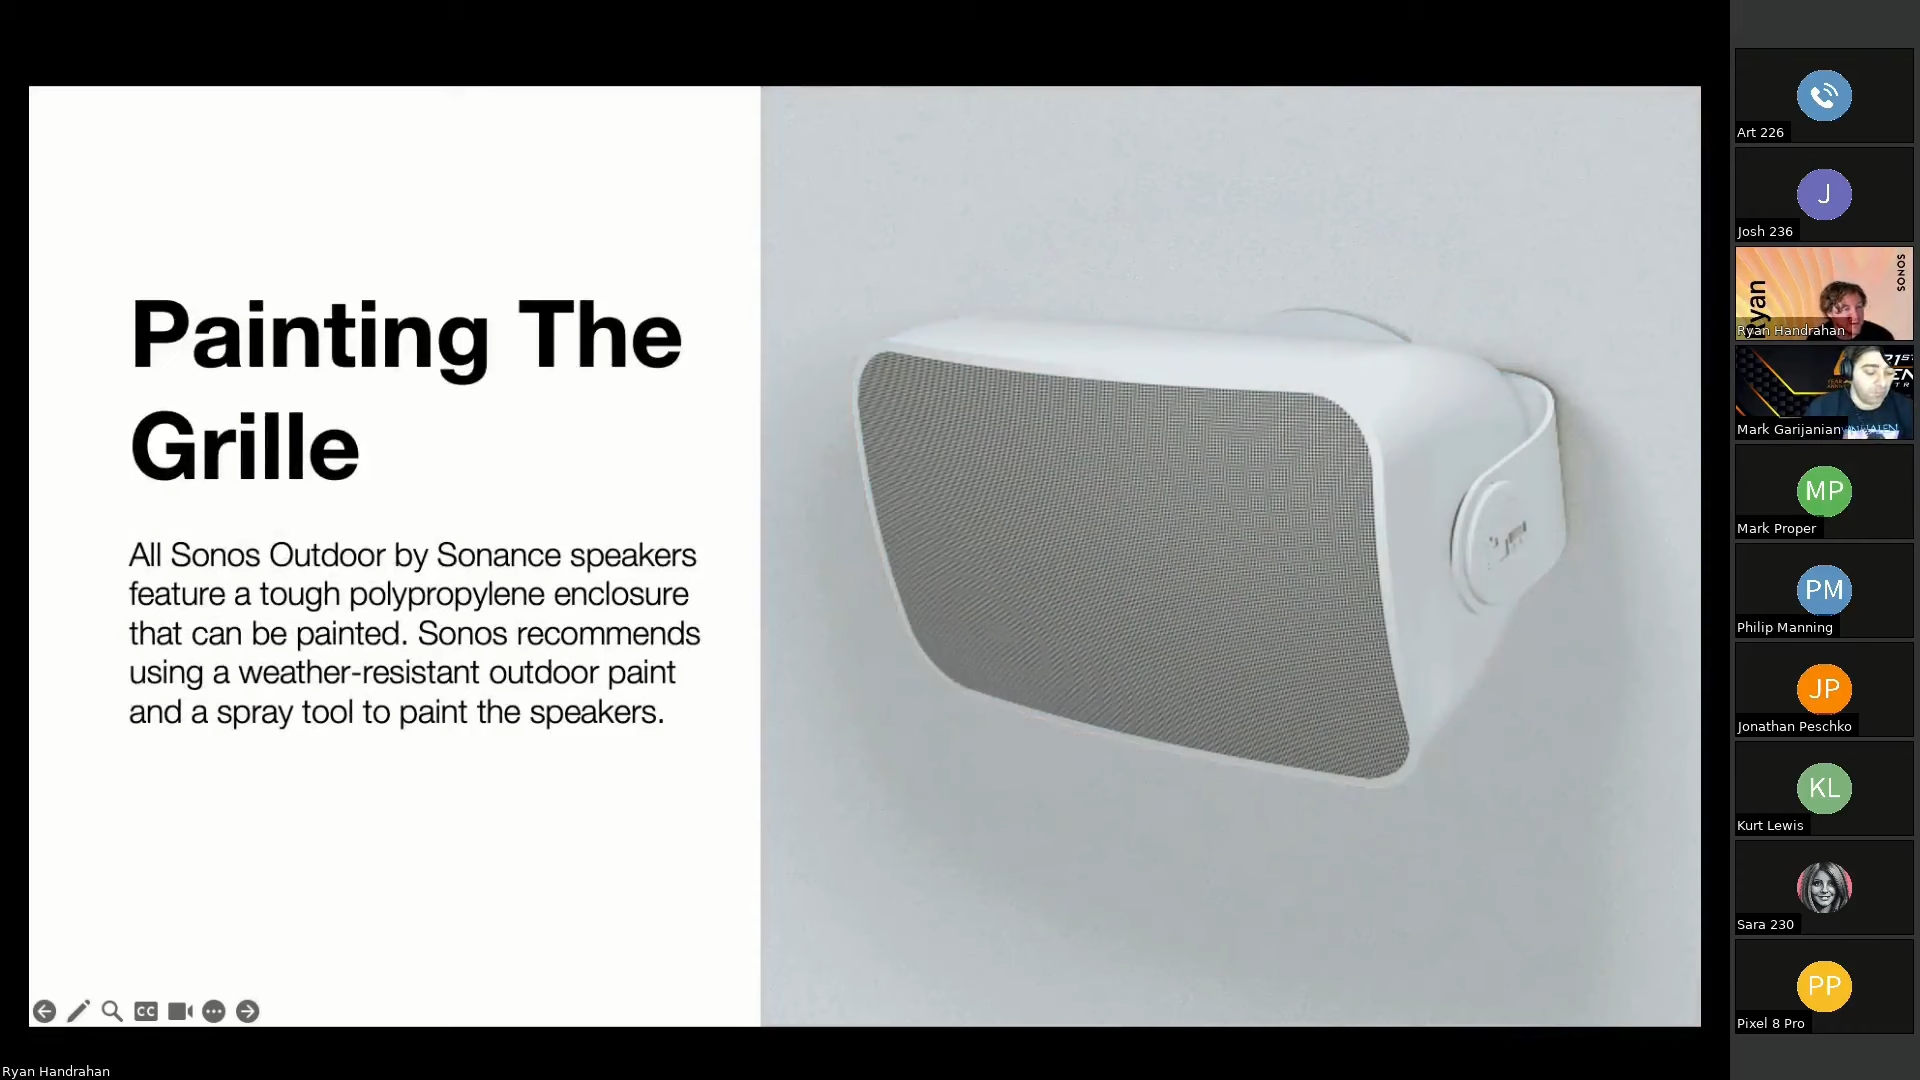 Painting The
Grille
All Sonos Outdoor by Sonance speakers
feature a tough polypropylene enclosure
that can be painted. Sonos recommends
using a weather-resistant outdoor paint
and a spray tool to paint the speakers.
CC
Ryan Handrahan
Art 226
J
Josh 236
SONOS
Ryan
Ryan Handrahan
21ST
Mark Garijanian
MP
Mark Proper
PM
Philip Manning
JP
Jonathan Peschko
KL
Kurt Lewis
Sara 230
PP
Pixel 8 Pro